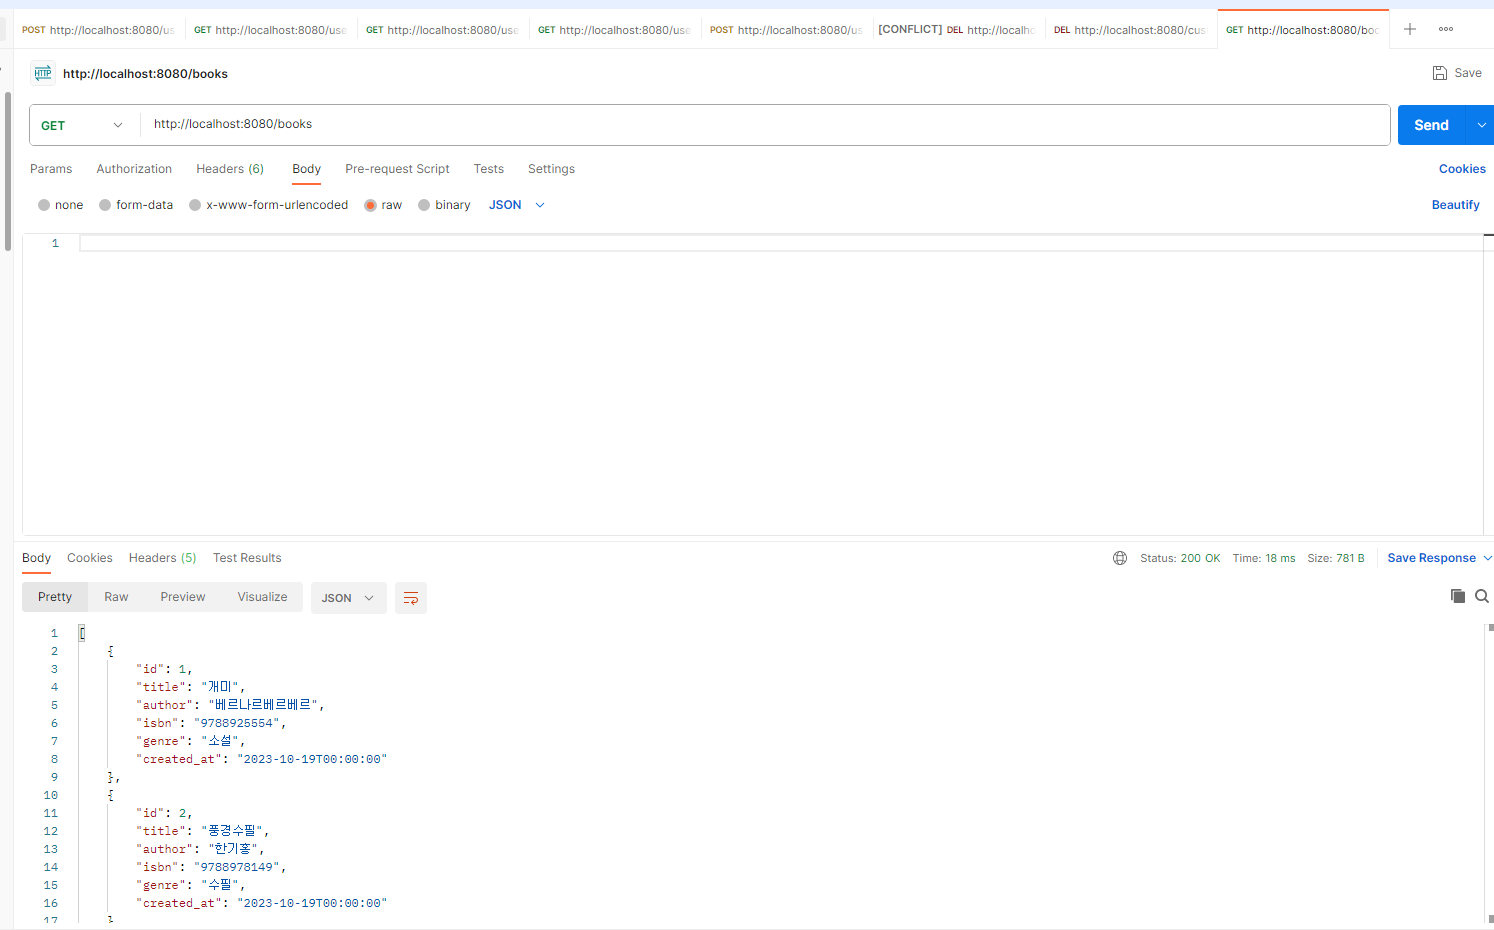 POST http://localhost:8080/us GET http://localhost:8080/use GET http://localhost:8080/use GET http://localhost:8080/use POST http://localhost:8080/us [CONFLICT] DEL http://localho DEL http://localhost:8080/cus GET http://localhost:8080/boo
HTTP http://localhost:8080/books Save
GET http://localhost:8080/books Send
Params Authorization Headers (6) Body Pre-request Script Tests Settings Cookies
none form-data x-www-form-urlencoded raw binary JSON Beautify
1
Body Cookies Headers (5) Test Results Status: 200 OK Time: 18 ms Size: 781 B Save Response
Pretty Raw Preview Visualize JSON
1 [
2 {
3 "id": 1,
4 "title": "개미",
5 "author": "베르나르베르베르",
6 "isbn": "9788925554",
7 "genre": "소설",
8 "created_at": "2023-10-19T00:00:00"
9 },
10 {
11 "id": 2,
12 "title": "풍경수필",
13 "author": "한기홍",
14 "isbn": "9788978149",
15 "genre": "수필",
16 "created_at": "2023-10-19T00:00:00"
17 }